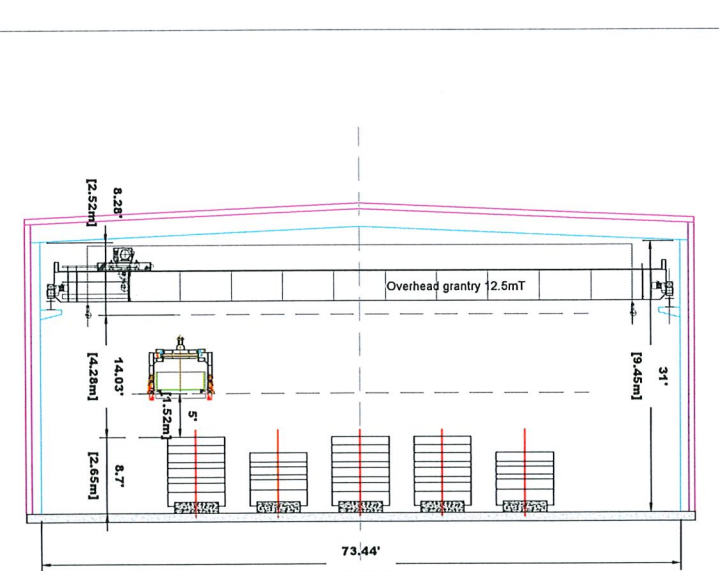 8.28'
[2.52m]
Overhead grantry 12.5mT
14.03'
[4.28m]
31'
[9.45m]
5'
[1.52m]
8.7'
[2.65m]
73.44'